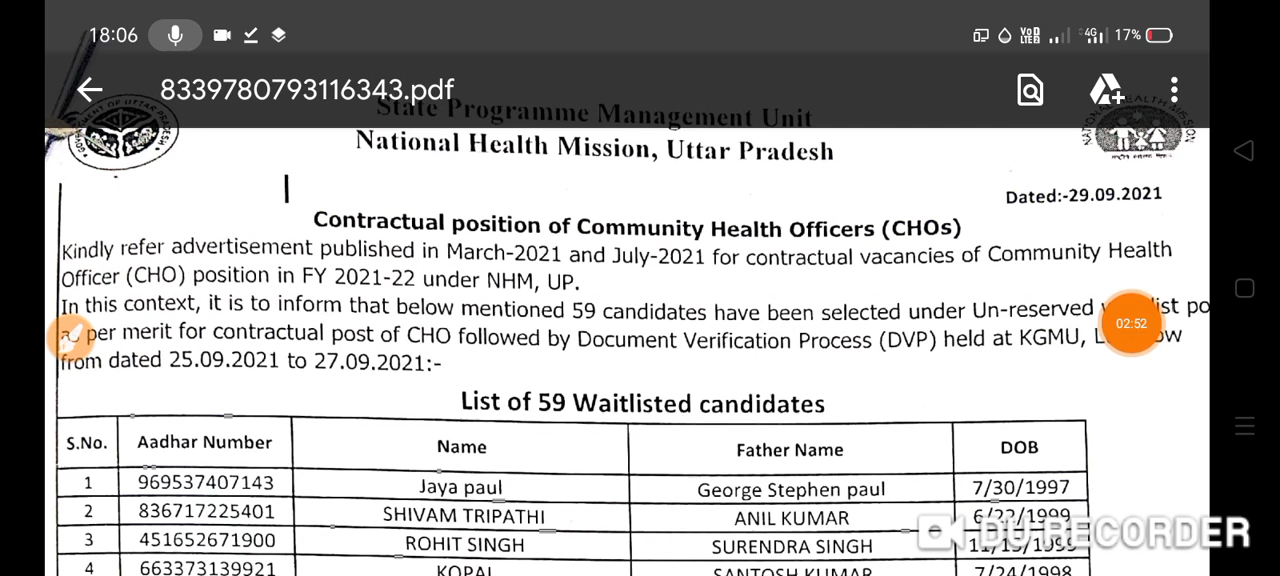 18:06
VoD LTE2 4G 17%
8339780793116343.pdf
State Programme Management Unit
National Health Mission, Uttar Pradesh
Dated:-29.09.2021
Contractual position of Community Health Officers (CHOs)
Kindly refer advertisement published in March-2021 and July-2021 for contractual vacancies of Community Health
Officer (CHO) position in FY 2021-22 under NHM, UP.
In this context, it is to inform that below mentioned 59 candidates have been selected under Un-reserved
per merit for contractual post of CHO followed by Document Verification Process (DVP) held at KGMU,
from dated 25.09.2021 to 27.09.2021:-
02:52
List of 59 Waitlisted candidates
S.No. Aadhar Number Name Father Name DOB
1 969537407143 Jaya paul George Stephen paul 7/30/1997
2 836717225401 SHIVAM TRIPATHI ANIL KUMAR
3 451652671900 ROHIT SINGH SURENDRA SINGH
4 663373139921 KOPAL SANTOSH KUMAR 7/24/1998
DU RECORDER